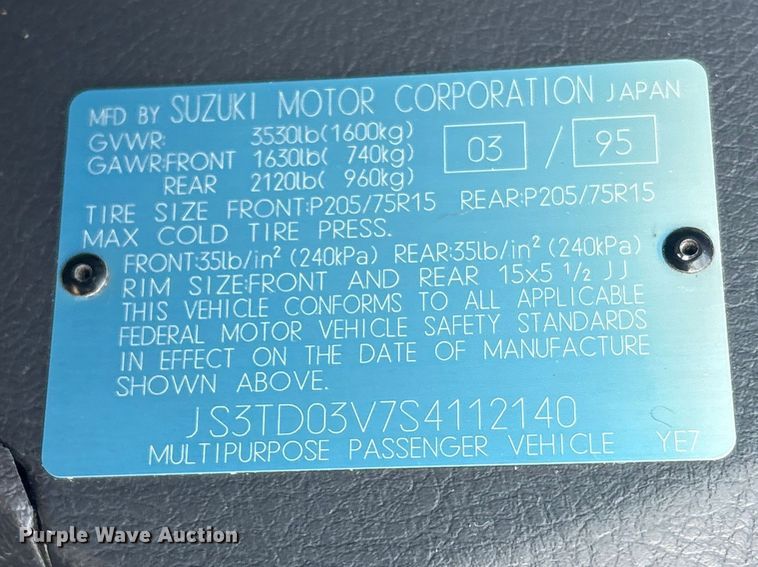 MFD BY SUZUKI MOTOR CORPORATION JAPAN
GVWR: 3530lb(1600kg)
GAWR:FRONT 1630lb( 740kg) 03 / 95
REAR 2120lb( 960kg)
TIRE SIZE FRONT:P205/75R15 REAR:P205/75R15
MAX COLD TIRE PRESS.
FRONT:35lb/in² (240kPa) REAR:35lb/in² (240kPa)
RIM SIZE:FRONT AND REAR 15x5 1/2 JJ
THIS VEHICLE CONFORMS TO ALL APPLICABLE
FEDERAL MOTOR VEHICLE SAFETY STANDARDS
IN EFFECT ON THE DATE OF MANUFACTURE
SHOWN ABOVE.
JS3TD03V7S4112140 S
MULTIPURPOSE PASSENGER VEHICLE YE7
Purple Wave Auction